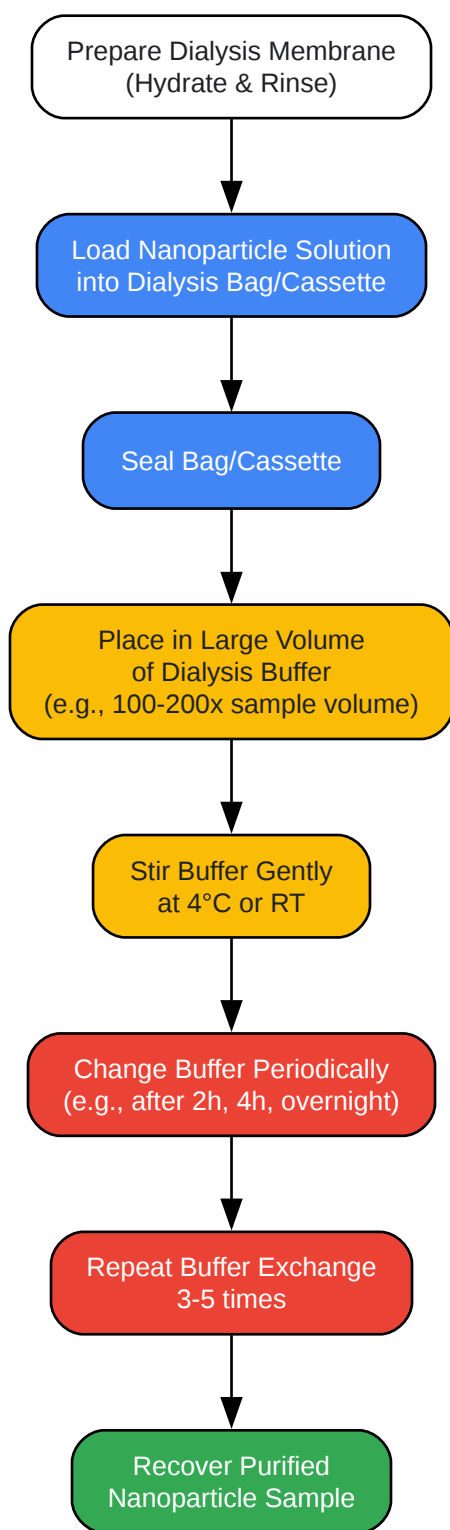 Prepare Dialysis Membrane
(Hydrate & Rinse)
Load Nanoparticle Solution
into Dialysis Bag/Cassette
Seal Bag/Cassette
Place in Large Volume
of Dialysis Buffer
(e.g., 100-200x sample volume)
Stir Buffer Gently
at 4°C or RT
Change Buffer Periodically
(e.g., after 2h, 4h, overnight)
Repeat Buffer Exchange
3-5 times
Recover Purified
Nanoparticle Sample